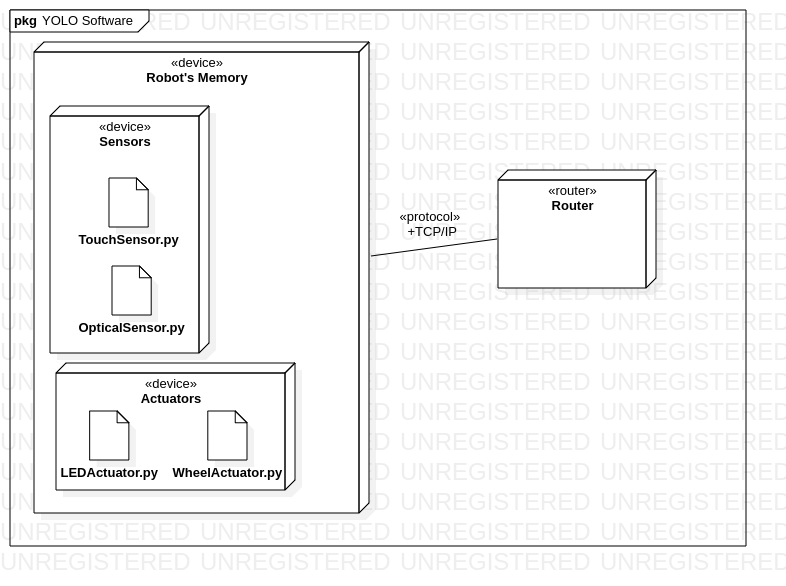 pkg YOLO Software
«device»
Robot's Memory
«device»
Sensors
TouchSensor.py
OpticalSensor.py
«device»
Actuators
LEDActuator.py WheelActuator.py
«protocol»
+TCP/IP
«router»
Router
UNREGISTERED UNREGISTERED UNREGISTERED UNREGISTERED